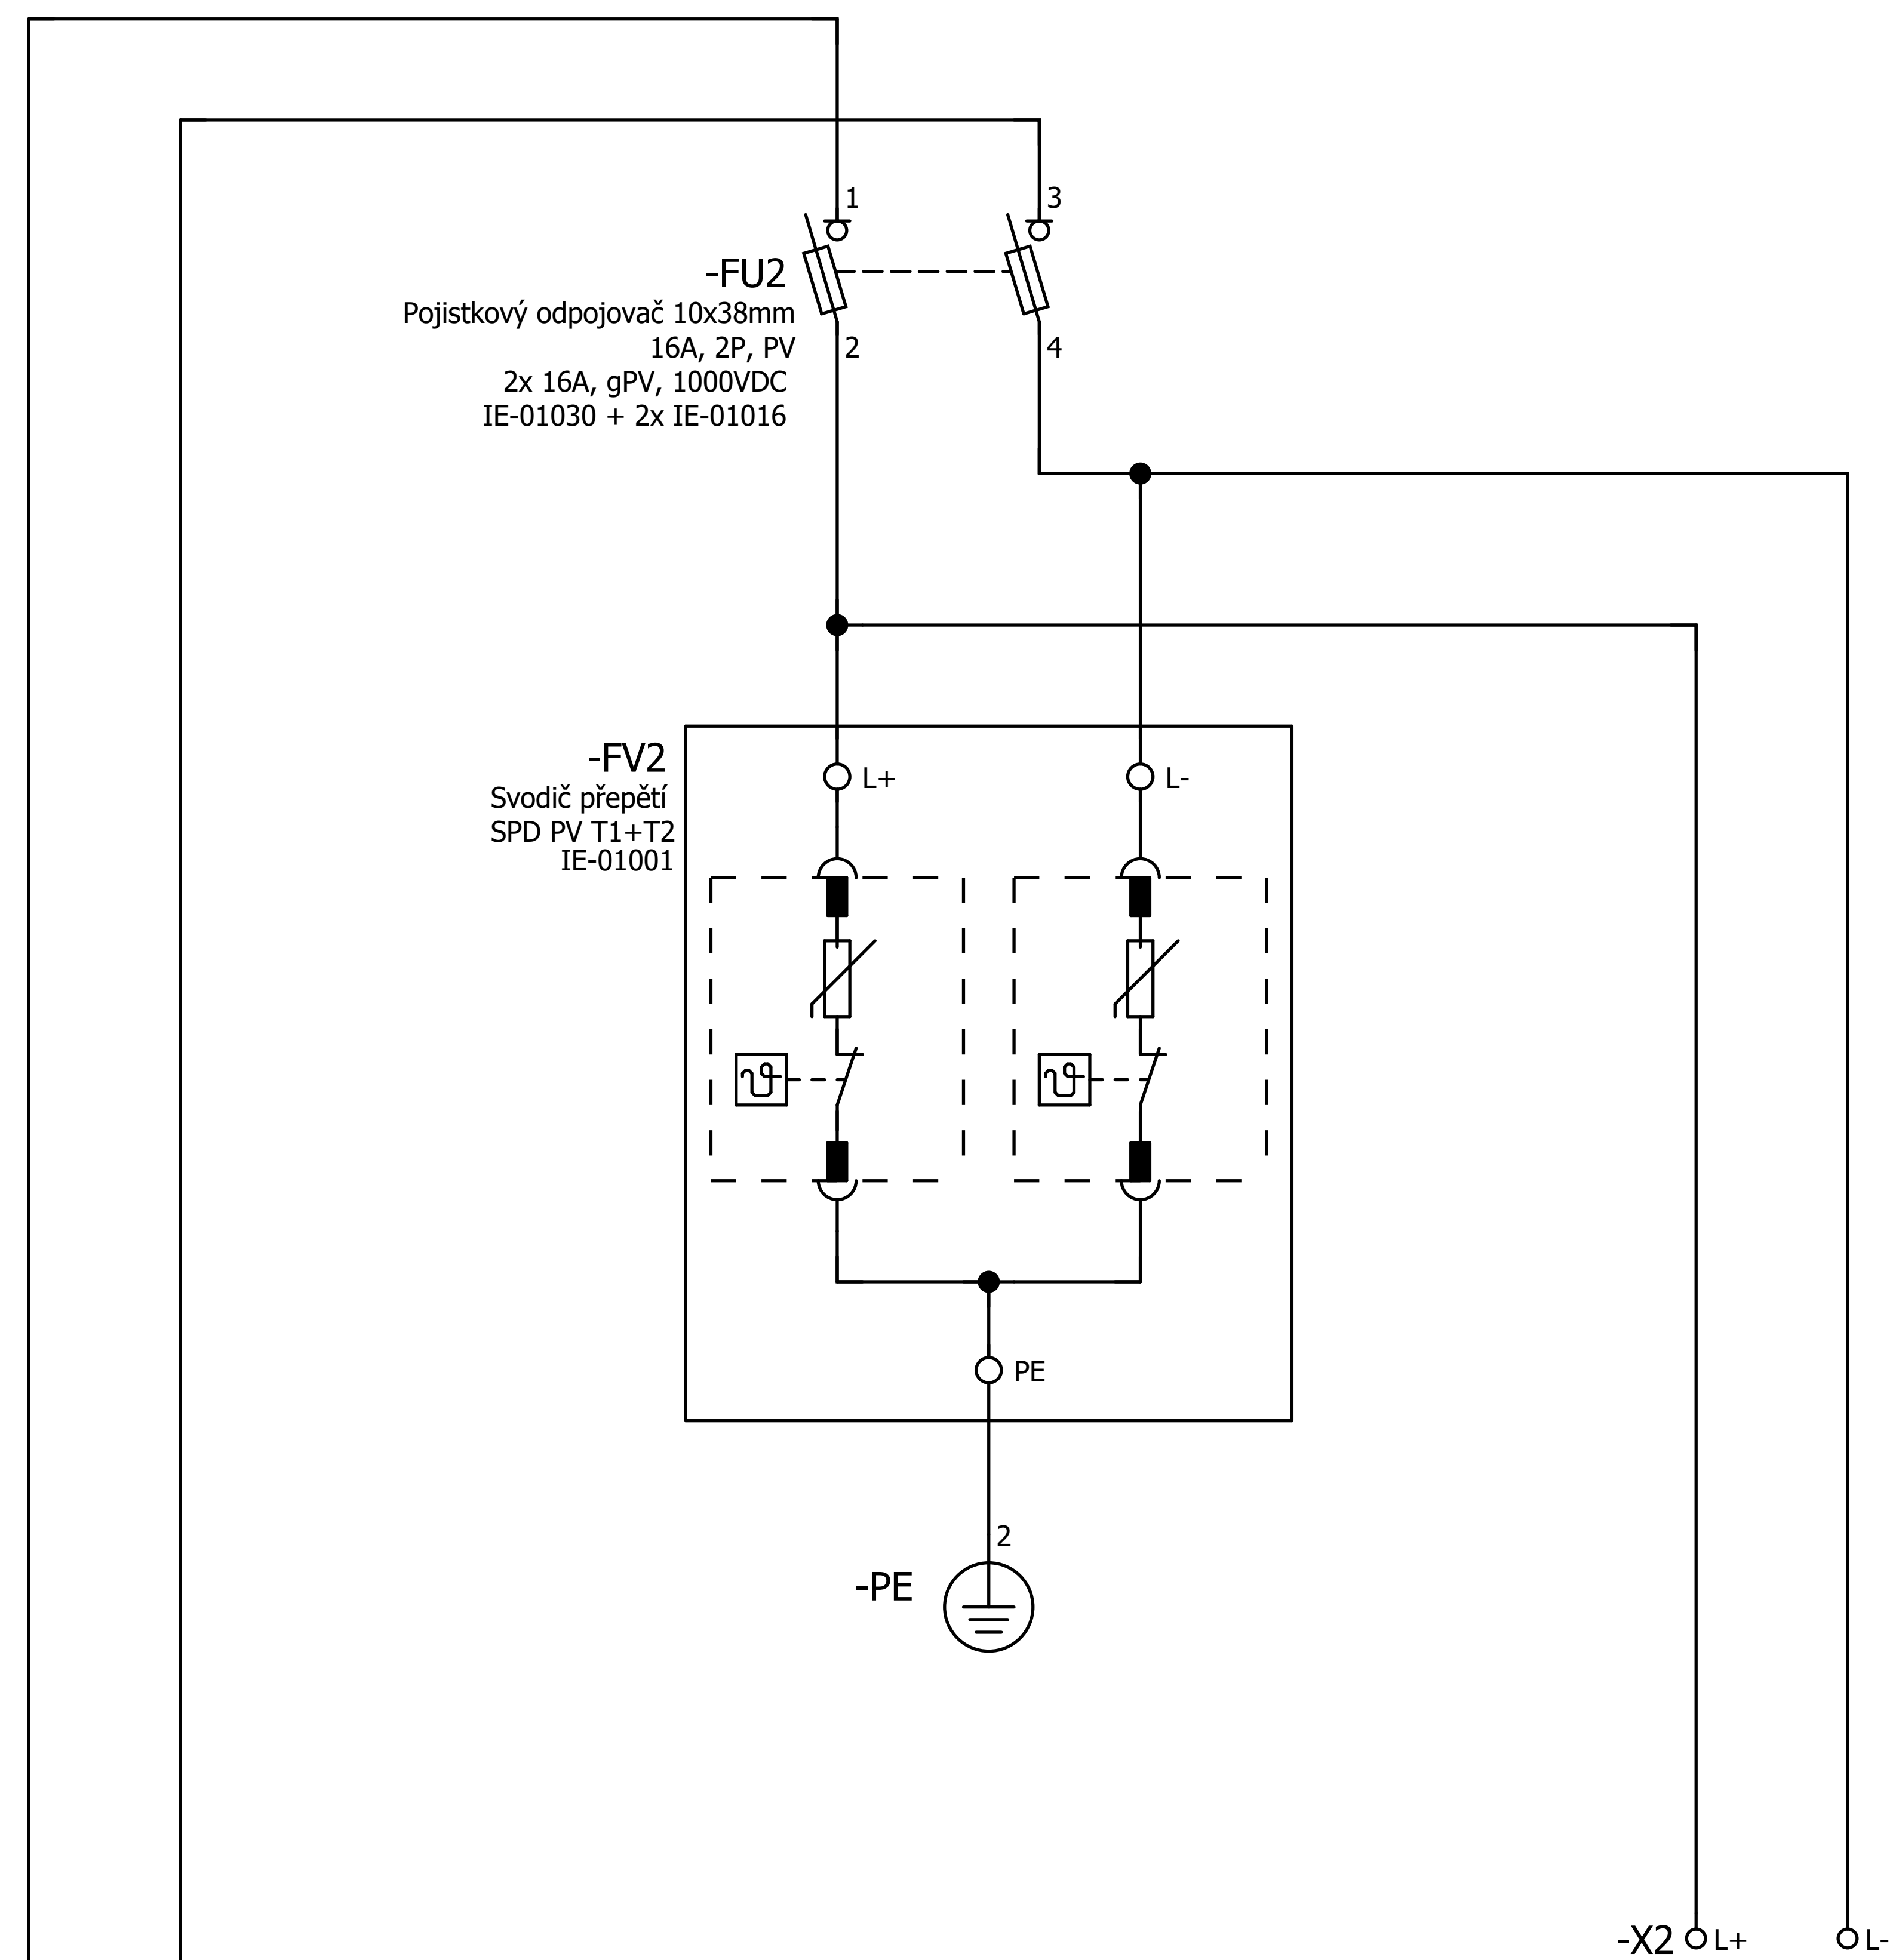 1
3
-FU2
Pojistkový odpojovač 10x38mm
16A, 2P, PV
2
4
2x 16A, gPV, 1000VDC
IE-01030 + 2x IE-01016
-FV2
Svodič přepětí
SPD PV T1+T2
IE-01001
L+
L-
PE
2
-PE
-X2
L+
L-